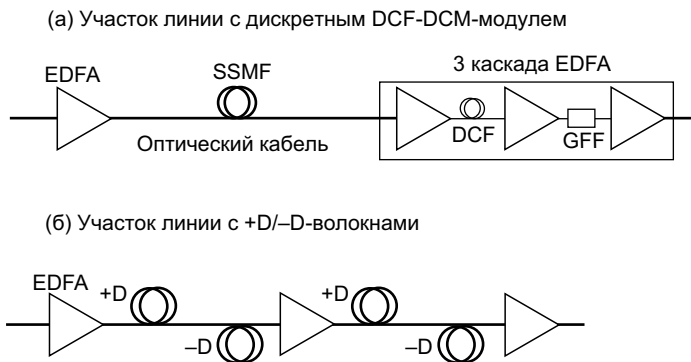 (а) Участок линии с дискретным DCF-DCM-модулем
3 каскада EDFA
EDFA
SSMF
DCF
GFF
Оптический кабель
(б) Участок линии с +D/–D-волокнами
EDFA
+D
+D
–D
–D